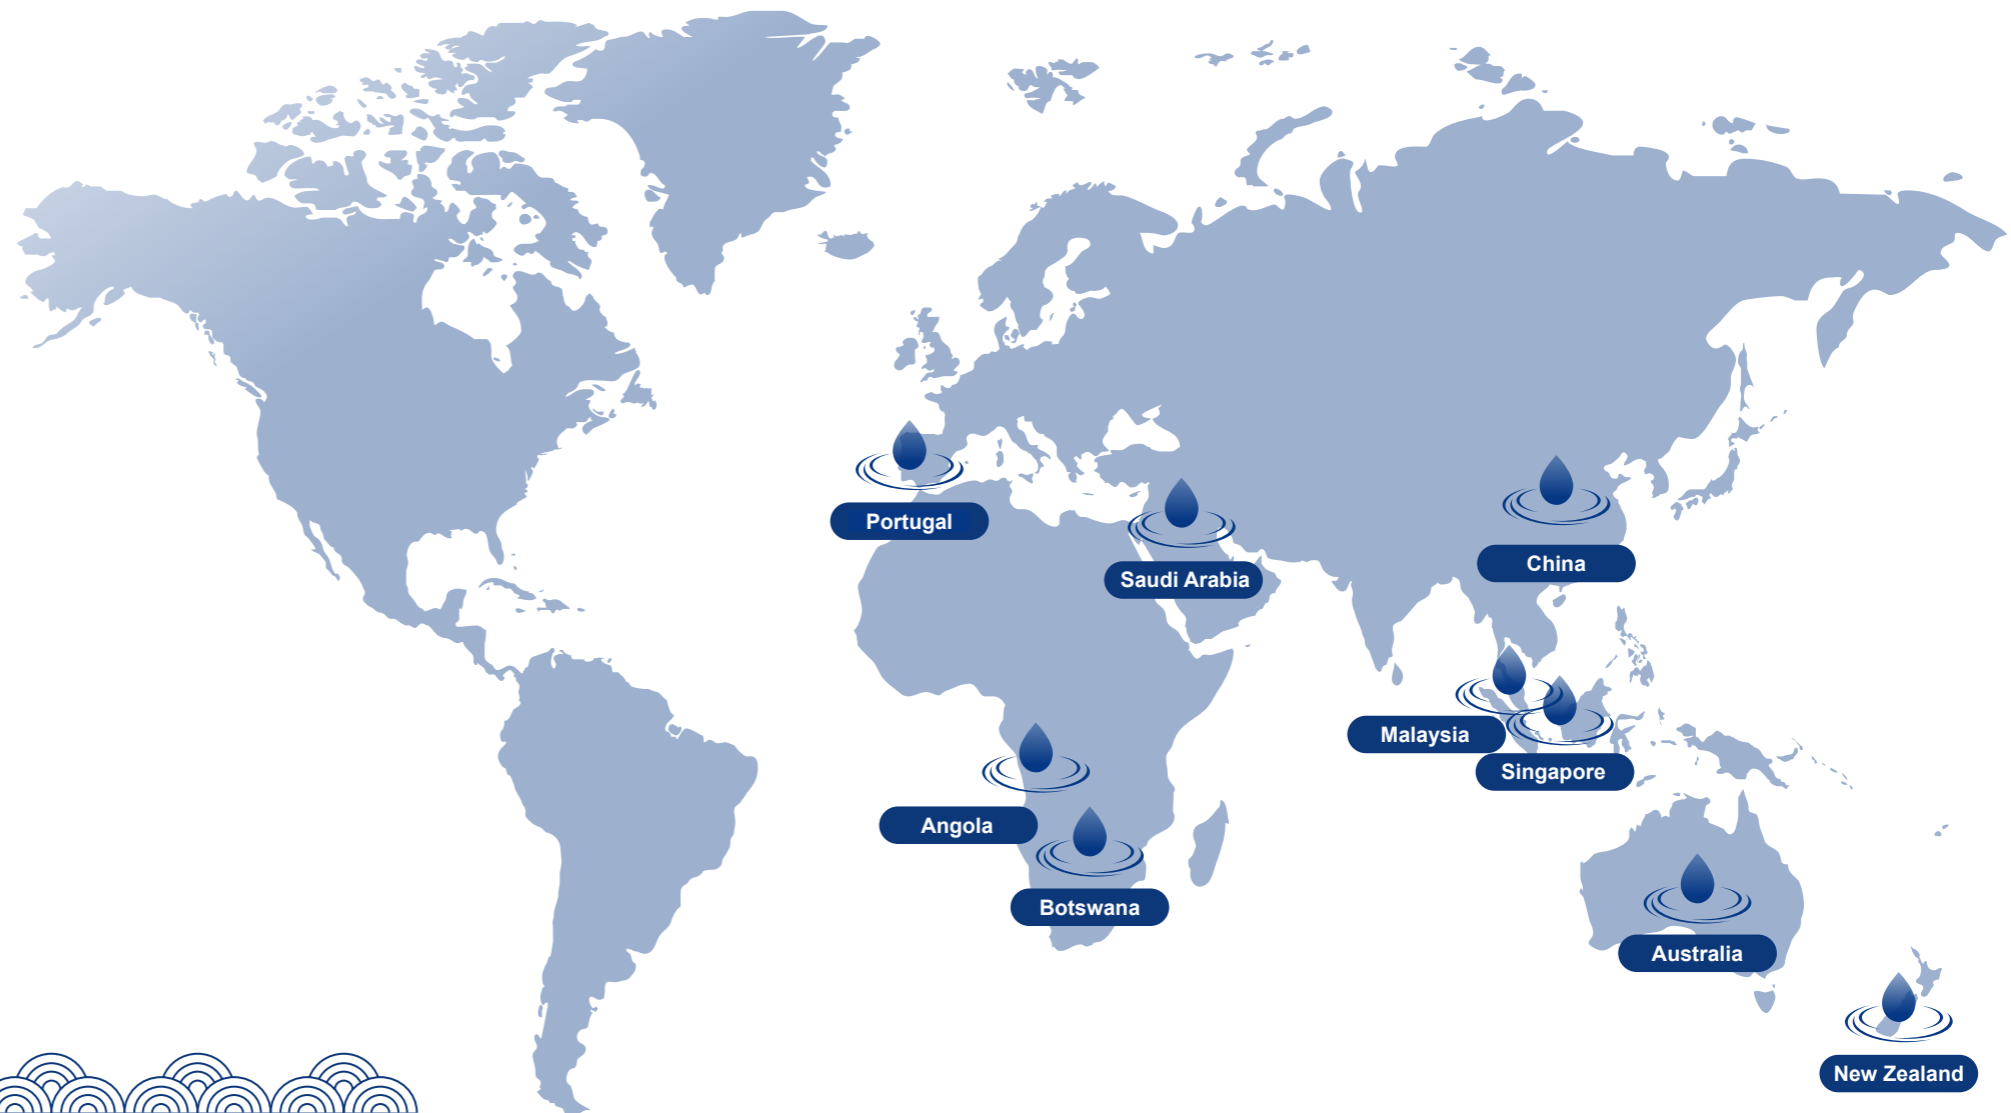 Portugal
China
Saudi Arabia
Malaysia
Singapore
Angola
Botswana
Australia
New Zealand